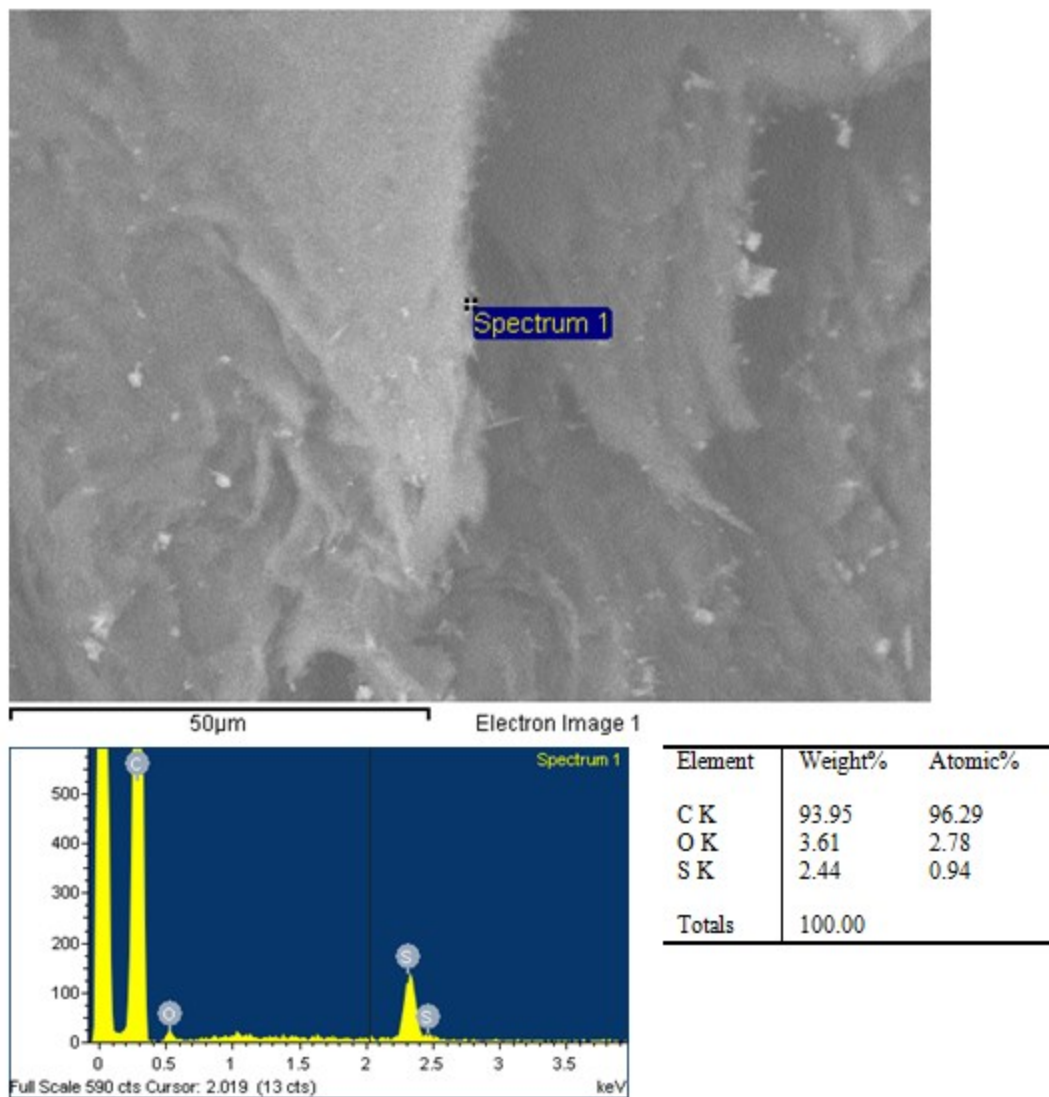 Spectrum 1
50µm
Electron Image 1
Spectrum 1
500
400
300
200
100
0
C
O
S
S
0 0.5 1 1.5 2 2.5 3 3.5
Full Scale 590 cts Cursor: 2.019 (13 cts) keV
Element Weight% Atomic%
C K 93.95 96.29
O K 3.61 2.78
S K 2.44 0.94
Totals 100.00